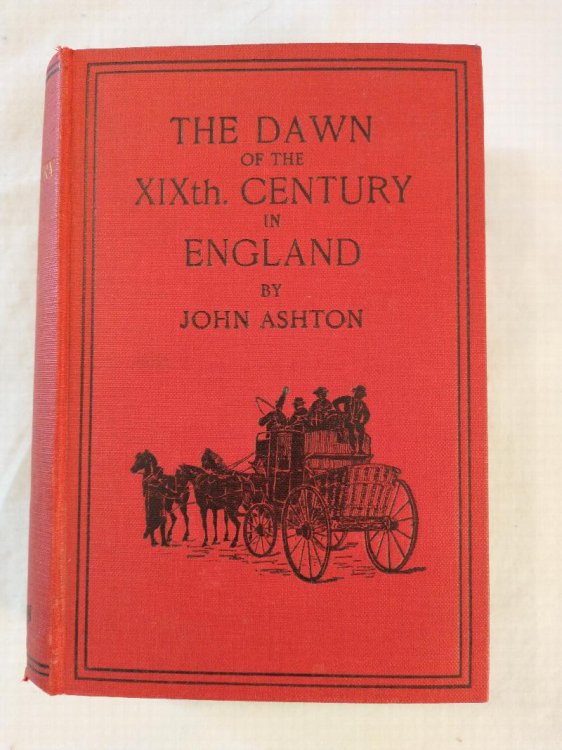 THE DAWN
OF THE
XIXth. CENTURY
IN
ENGLAND
BY
JOHN ASHTON